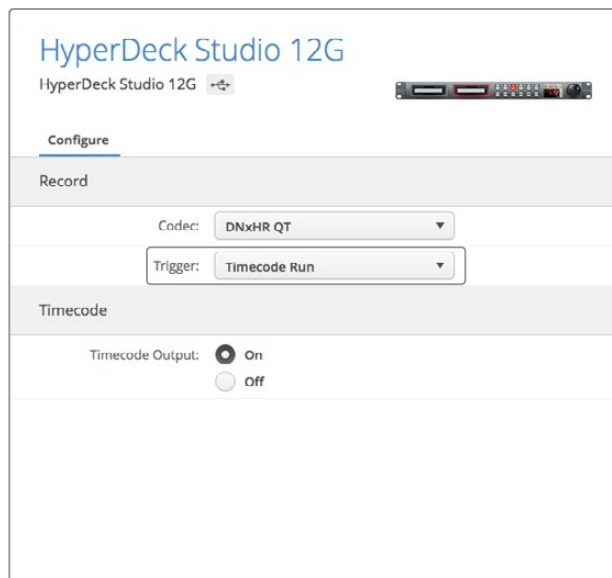 HyperDeck Studio 12G
HyperDeck Studio 12G
Configure
Record
Codec: DNxHR QT
Trigger: Timecode Run
Timecode
Timecode Output: On
Off